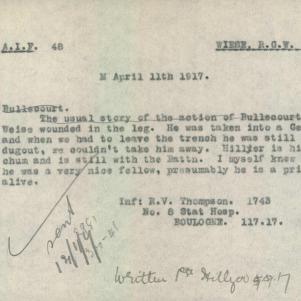 A.I.F. 48 WIESE, R.G.W.
M April 11th 1917.
Bullecourt.
The usual story of the action of Bullecourt
Weise wounded in the leg. He was taken into a Ge
and when we had to leave the trench he was still
dugout, we couldn't take him away. Hillyer is hi
chum and is still with the Battn. I myself knew
he was a very nice fellow, presumably he is a pri
alive.
Inf: R.V. Thompson. 1743
No. 8 Stat Hosp.
BOULOGNE. 117.17.
Sent
Written Pte Hillyer